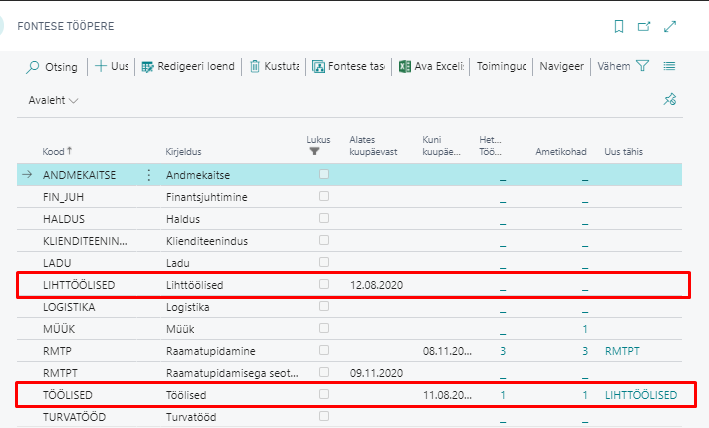 FONTESE TÖÖPERE
Otsing + Uus Redigeeri loend Kustuta Fontese tase Ava Excelis Toimingud Navigeer Vähem
Avaleht
Kood↑ Kirjeldus Lukus Alates kuupäevast Kuni kuupäe... Het... Töö... Ametikohad Uus tähis
→ ANDMEKAITSE Andmekaitse _ _
FIN_JUH Finantsjuhtimine _ _
HALDUS Haldus _ _
KLIENDITEENIN... Klienditeenindus _ _
LADU Ladu _ _
LIHTTÖÖLISED Lihttöölised 12.08.2020 _ _
LOGISTIKA Logistika _ _
MÜÜK Müük _ 1
RMTP Raamatupidamine 08.11.20... 3 3 RMTPT
RMTPT Raamatupidamisega seot... 09.11.2020 _ _
TÖÖLISED Töölised 11.08.20... 1 1 LIHTTÖÖLISED
TURVATÖÖD Turvatööd _ _